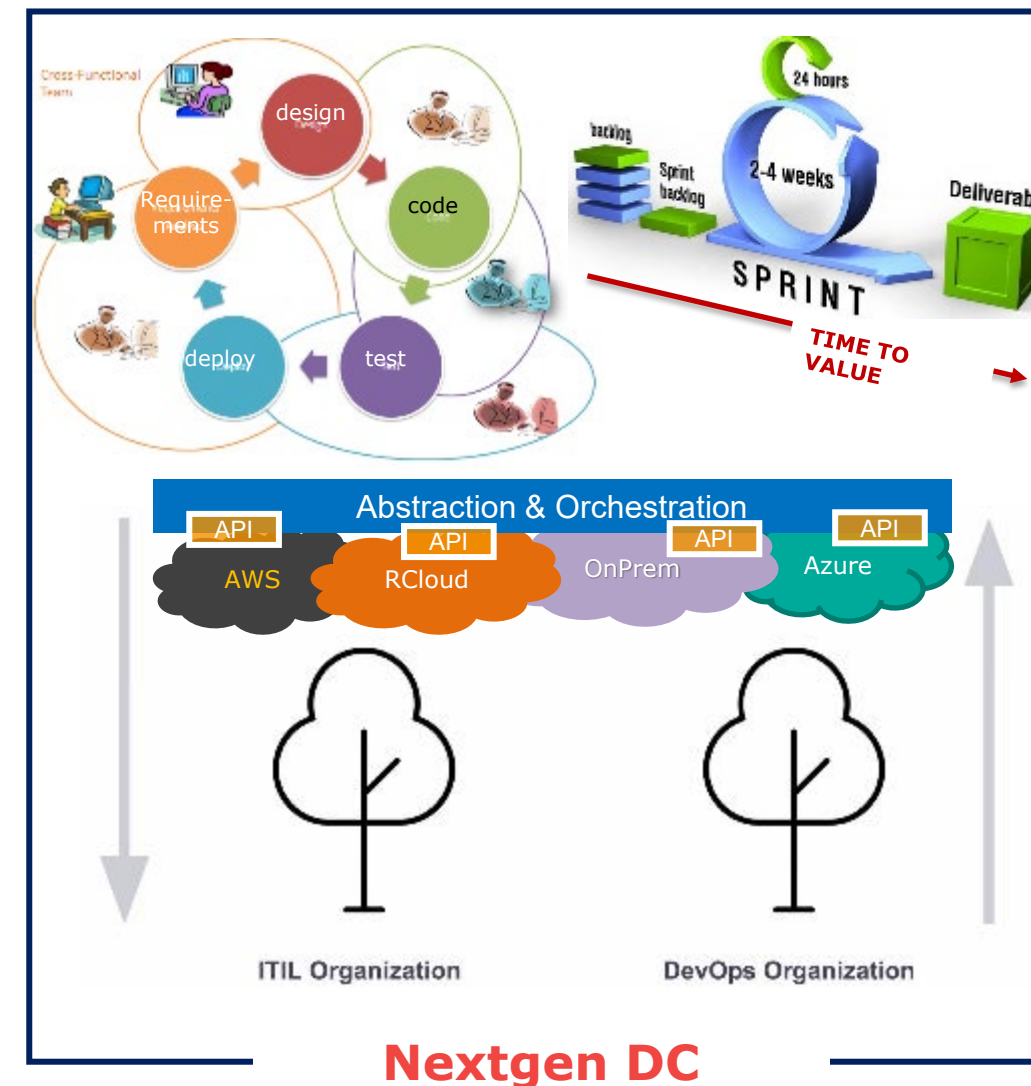 Cross-Functional
Team
design
Require-
ments
code
deploy
test
24 hours
backlog
Sprint
backlog
2-4 weeks
Deliverab
SPRINT
TIME TO
VALUE
Abstraction & Orchestration
API
API
API
API
AWS
RCloud
OnPrem
Azure
ITIL Organization
DevOps Organization
Nextgen DC